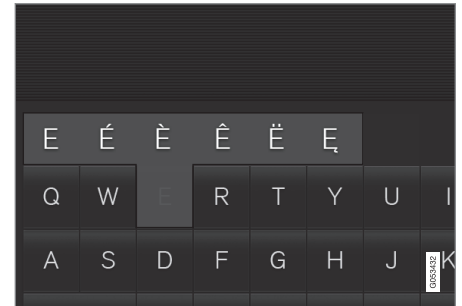 E É È Ê Ë Ę
Q W E R T Y U I
A S D F G H J K
G053432